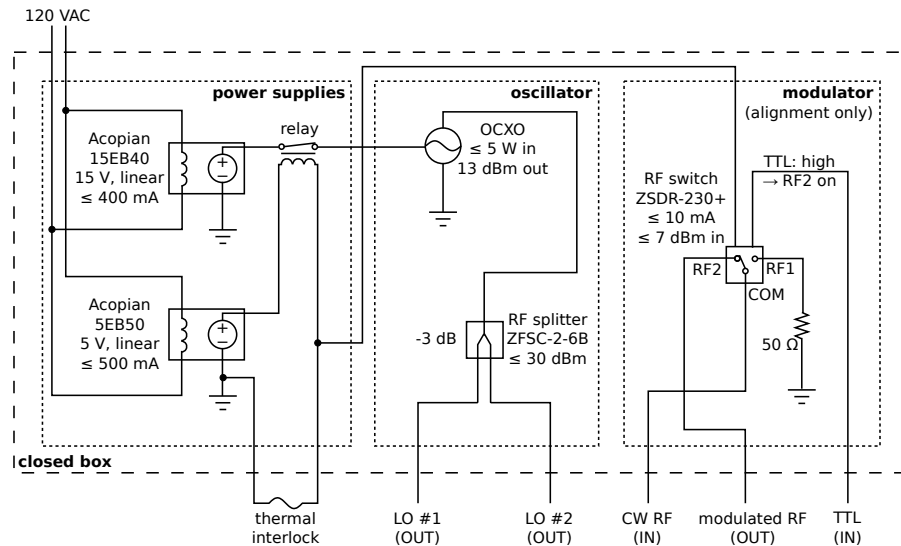 120 VAC
power supplies
oscillator
modulator
(alignment only)
Acopian
15EB40
15 V, linear
≤ 400 mA
relay
OCXO
≤ 5 W in
13 dBm out
TTL: high
→ RF2 on
RF switch
ZSDR-230+
≤ 10 mA
≤ 7 dBm in
RF2
RF1
COM
Acopian
5EB50
5 V, linear
≤ 500 mA
-3 dB
RF splitter
ZFSC-2-6B
≤ 30 dBm
50 Ω
closed box
thermal
interlock
LO #1
(OUT)
LO #2
(OUT)
CW RF
(IN)
modulated RF
(OUT)
TTL
(IN)